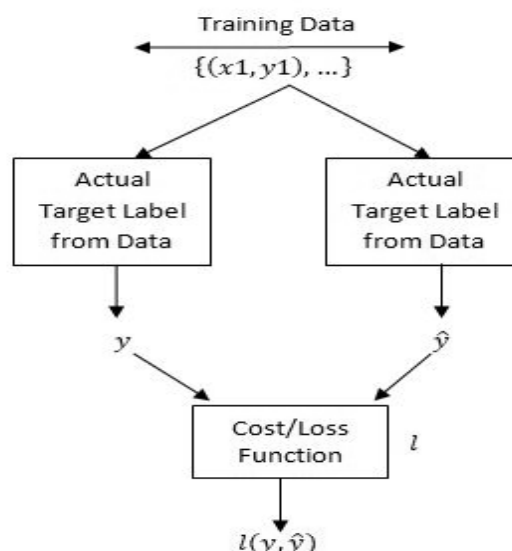 Training Data
{(x1, y1), ...}
Actual
Target Label
from Data
Actual
Target Label
from Data
y
ŷ
Cost/Loss
Function
l
l(y, ŷ)